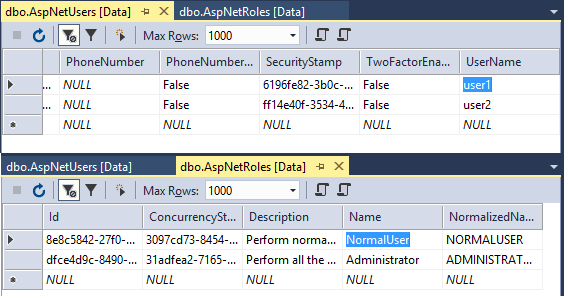 dbo.AspNetUsers [Data] dbo.AspNetRoles [Data]
Max Rows: 1000
PhoneNumber PhoneNumber... SecurityStamp TwoFactorEna... UserName
... NULL False 6196fe82-3b0c-... False user1
... NULL False ff14e40f-3534-4... False user2
NULL NULL NULL NULL NULL
dbo.AspNetUsers [Data] dbo.AspNetRoles [Data]
Max Rows: 1000
Id ConcurrencySt... Description Name NormalizedNa...
8e8c5842-27f0-... 3097cd73-8454-... Perform norma... NormalUser NORMALUSER
dfce4d9c-8490-... 31adfea2-7165-... Perform all the ... Administrator ADMINISTRAT...
NULL NULL NULL NULL NULL